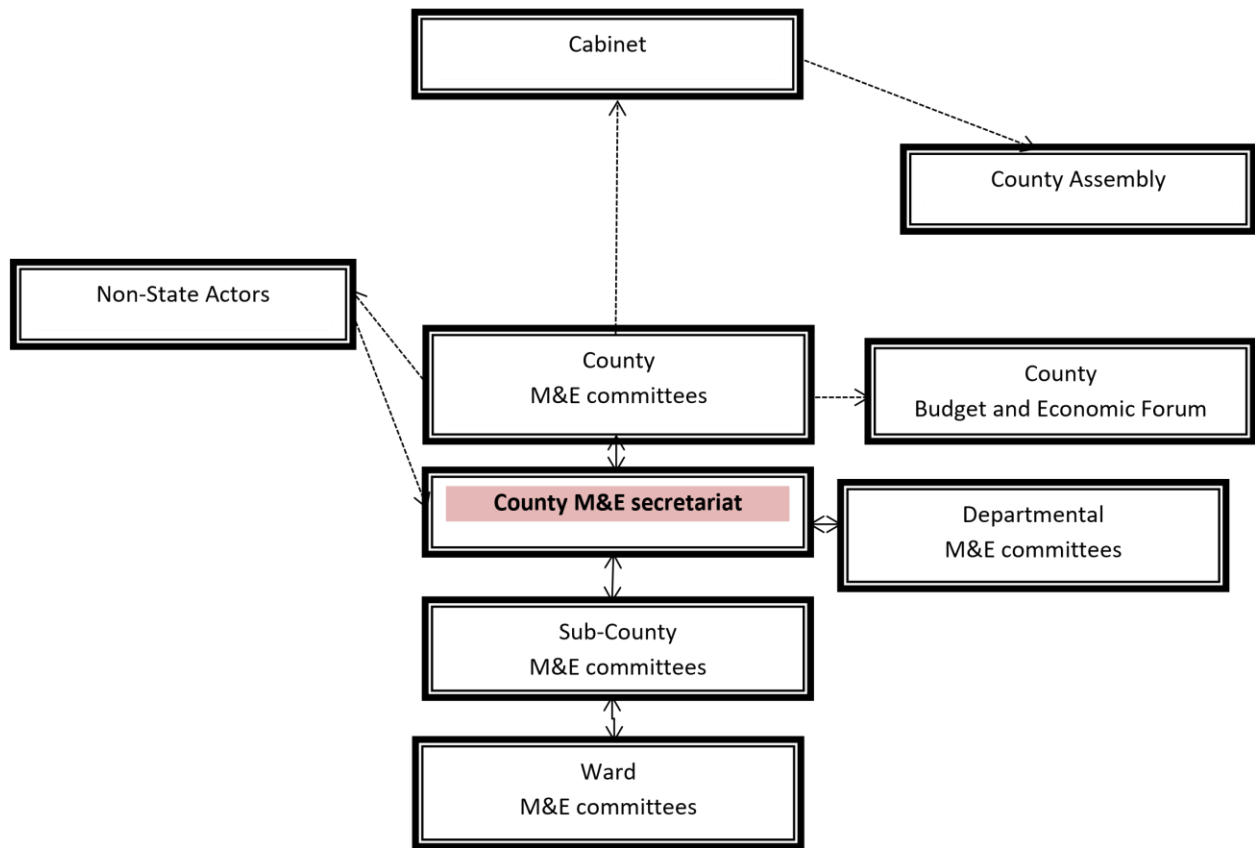 Cabinet
County Assembly
Non-State Actors
County
M&E committees
County
Budget and Economic Forum
County M&E secretariat
Departmental
M&E committees
Sub-County
M&E committees
Ward
M&E committees